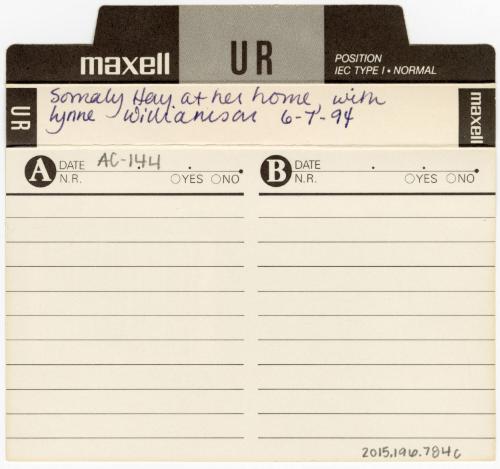 maxell UR POSITION
IEC TYPE I • NORMAL
UR
Somaly Hay at her home, with
Lynne Williamson 6-7-94
maxell
A DATE AC-144
N.R. ○YES ○NO
B DATE . .
N.R. ○YES ○NO
2015.196.784c